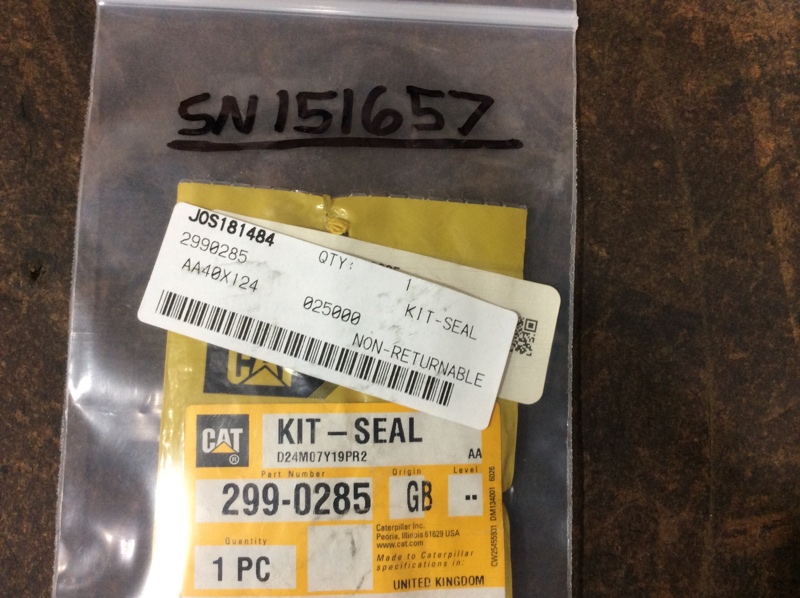 SN151657
JOS181484
2990285 QTY: 1
AA40X124 025000 KIT-SEAL
NON-RETURNABLE
CAT
CAT ® KIT – SEAL
D24M07Y19PR2 AA
Part Number Origin Level
299-0285 GB --
Quantity
1 PC
Caterpillar Inc.
Peoria, Illinois 61629 USA
www.cat.com
Made to Caterpillar
specifications in:
UNITED KINGDOM